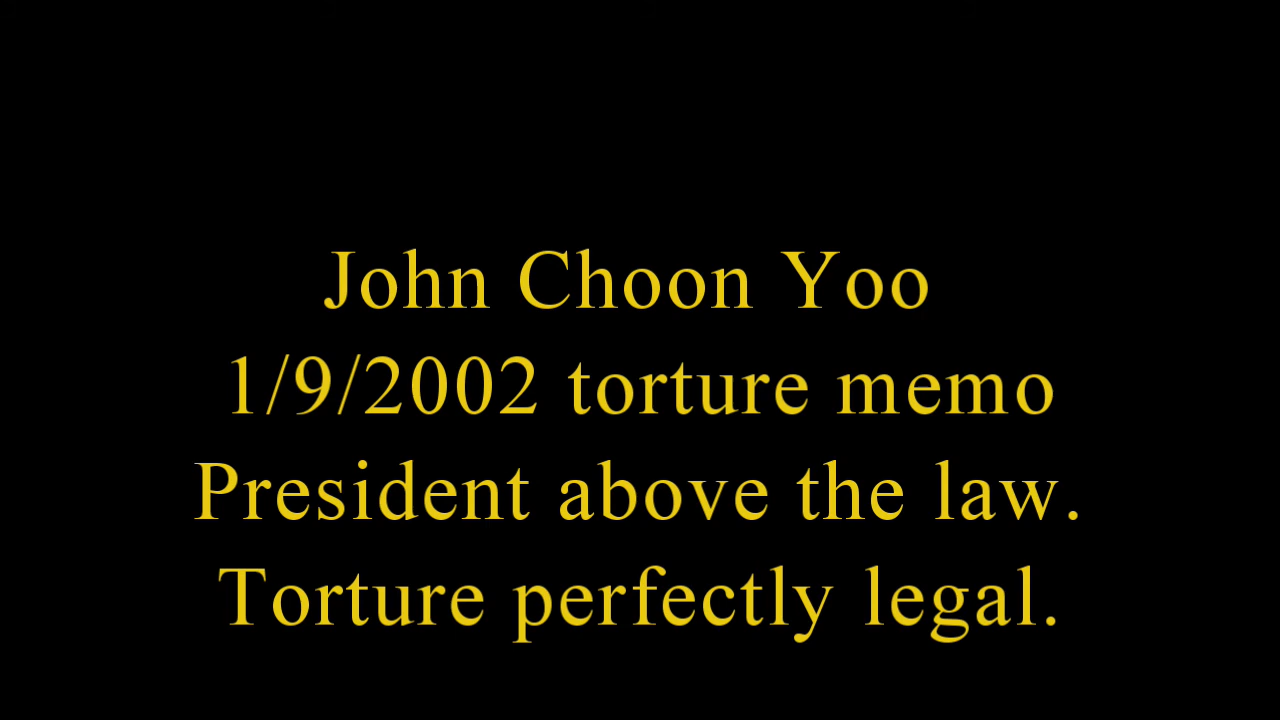 John Choon Yoo
1/9/2002 torture memo
President above the law.
Torture perfectly legal.